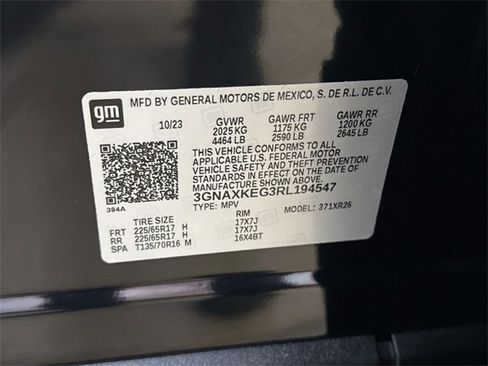 gm
MFD BY GENERAL MOTORS DE MEXICO, S. DE R.L. DE C.V.
10/23 GVWR GAWR FRT GAWR RR
2025 KG 1175 KG 1200 KG
4464 LB 2590 LB 2645 LB
THIS VEHICLE CONFORMS TO ALL
APPLICABLE U.S. FEDERAL MOTOR
VEHICLE SAFETY AND THEFT PREVENTION
STANDARDS IN EFFECT ON THE DATE
OF MANUFACTURE SHOWN ABOVE.
3GNAXKEG3RL194547
384A
TYPE: MPV MODEL: 371XR26
TIRE SIZE RIM
FRT 225/65R17 H 17X7J
RR 225/65R17 H 17X7J
SPA T135/70R16 M 16X4BT